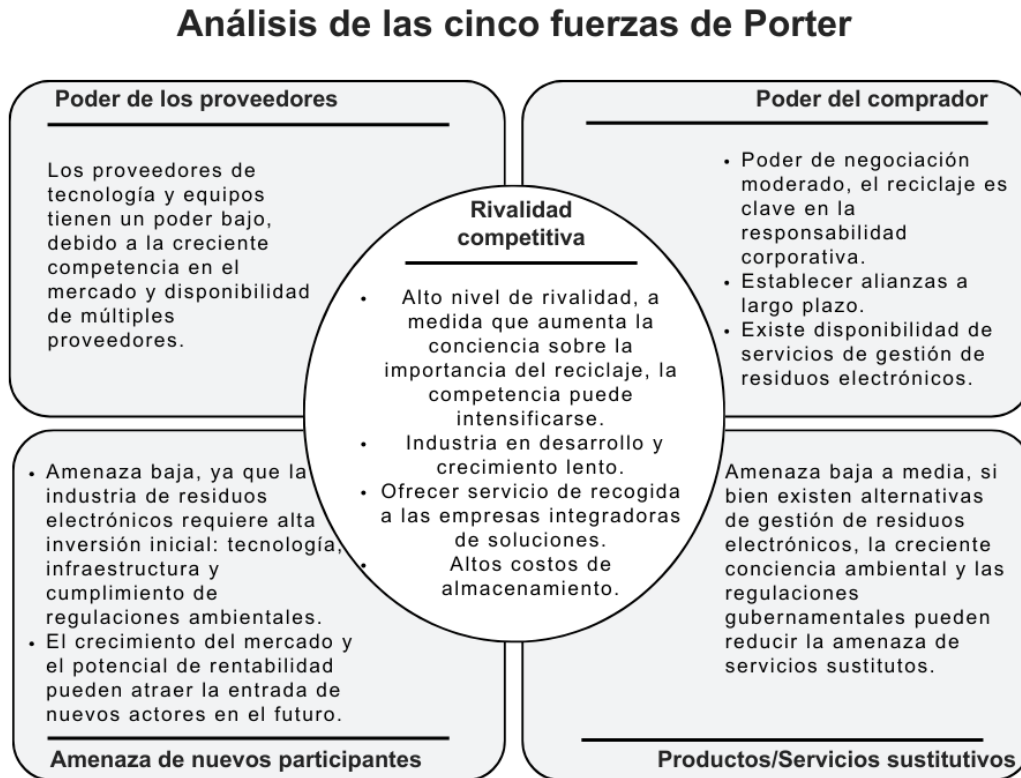 Análisis de las cinco fuerzas de Porter
Poder de los proveedores
Los proveedores de
tecnología y equipos
tienen un poder bajo,
debido a la creciente
competencia en el
mercado y disponibilidad
de múltiples
proveedores.
Poder del comprador
• Poder de negociación
moderado, el reciclaje es
clave en la
responsabilidad
corporativa.
• Establecer alianzas a
largo plazo.
• Existe disponibilidad de
servicios de gestión de
residuos electrónicos.
Rivalidad
competitiva
• Alto nivel de rivalidad, a
medida que aumenta la
conciencia sobre la
importancia del reciclaje, la
competencia puede
intensificarse.
• Industria en desarrollo y
crecimiento lento.
• Ofrecer servicio de recogida
a las empresas integradoras
de soluciones.
• Altos costos de
almacenamiento.
• Amenaza baja, ya que la
industria de residuos
electrónicos requiere alta
inversión inicial: tecnología,
infraestructura y
cumplimiento de
regulaciones ambientales.
• El crecimiento del mercado y
el potencial de rentabilidad
pueden atraer la entrada de
nuevos actores en el futuro.
Amenaza de nuevos participantes
Amenaza baja a media, si
bien existen alternativas
de gestión de residuos
electrónicos, la creciente
conciencia ambiental y las
regulaciones
gubernamentales pueden
reducir la amenaza de
servicios sustitutos.
Productos/Servicios sustitutivos